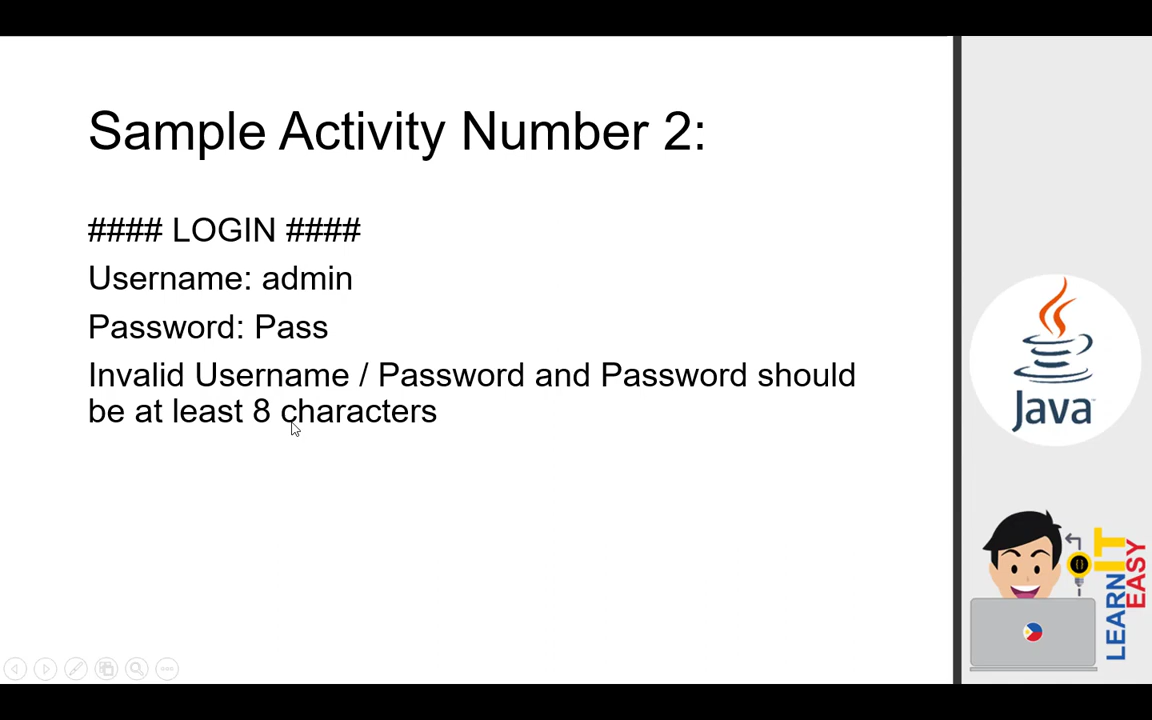 Sample Activity Number 2:
#### LOGIN ####
Username: admin
Password: Pass
Invalid Username / Password and Password should
be at least 8 characters
Java
LEARN IT
EASY